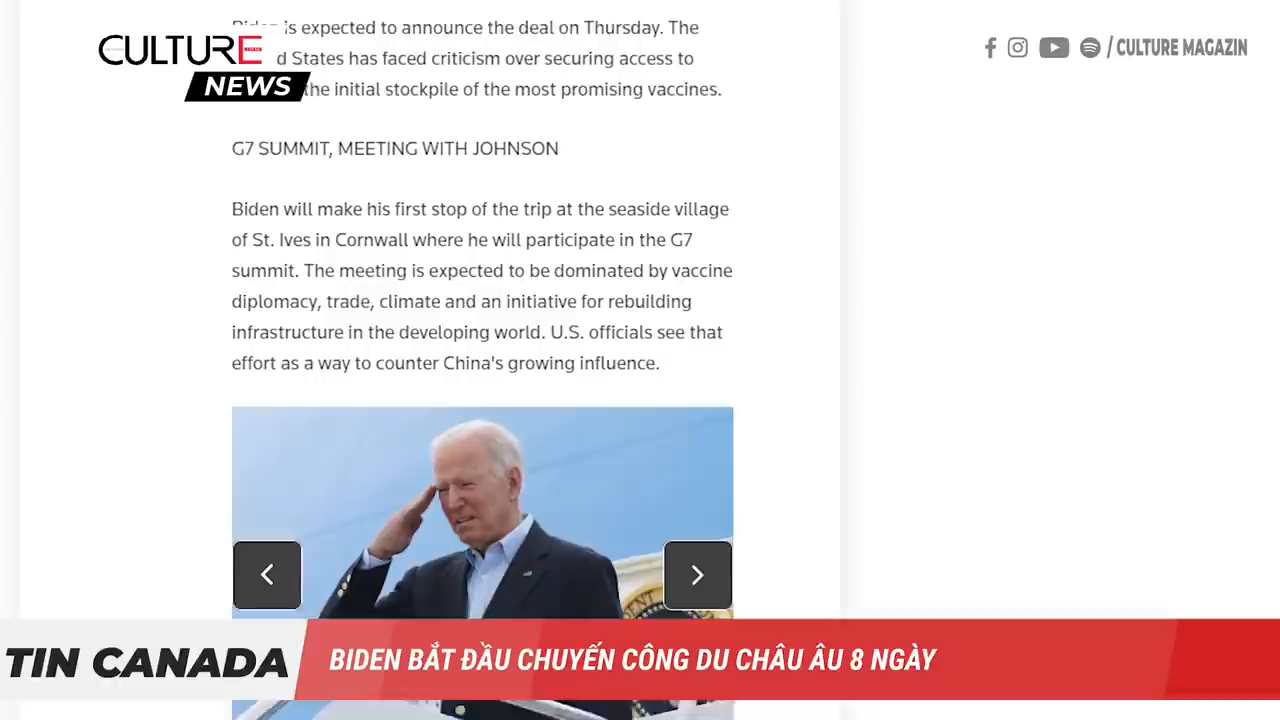 Biden is expected to announce the deal on Thursday. The
d States has faced criticism over securing access to
the initial stockpile of the most promising vaccines.
CULTURE
NEWS
/ CULTURE MAGAZIN
G7 SUMMIT, MEETING WITH JOHNSON
Biden will make his first stop of the trip at the seaside village
of St. Ives in Cornwall where he will participate in the G7
summit. The meeting is expected to be dominated by vaccine
diplomacy, trade, climate and an initiative for rebuilding
infrastructure in the developing world. U.S. officials see that
effort as a way to counter China's growing influence.
TIN CANADA
BIDEN BẮT ĐẦU CHUYẾN CÔNG DU CHÂU ÂU 8 NGÀY